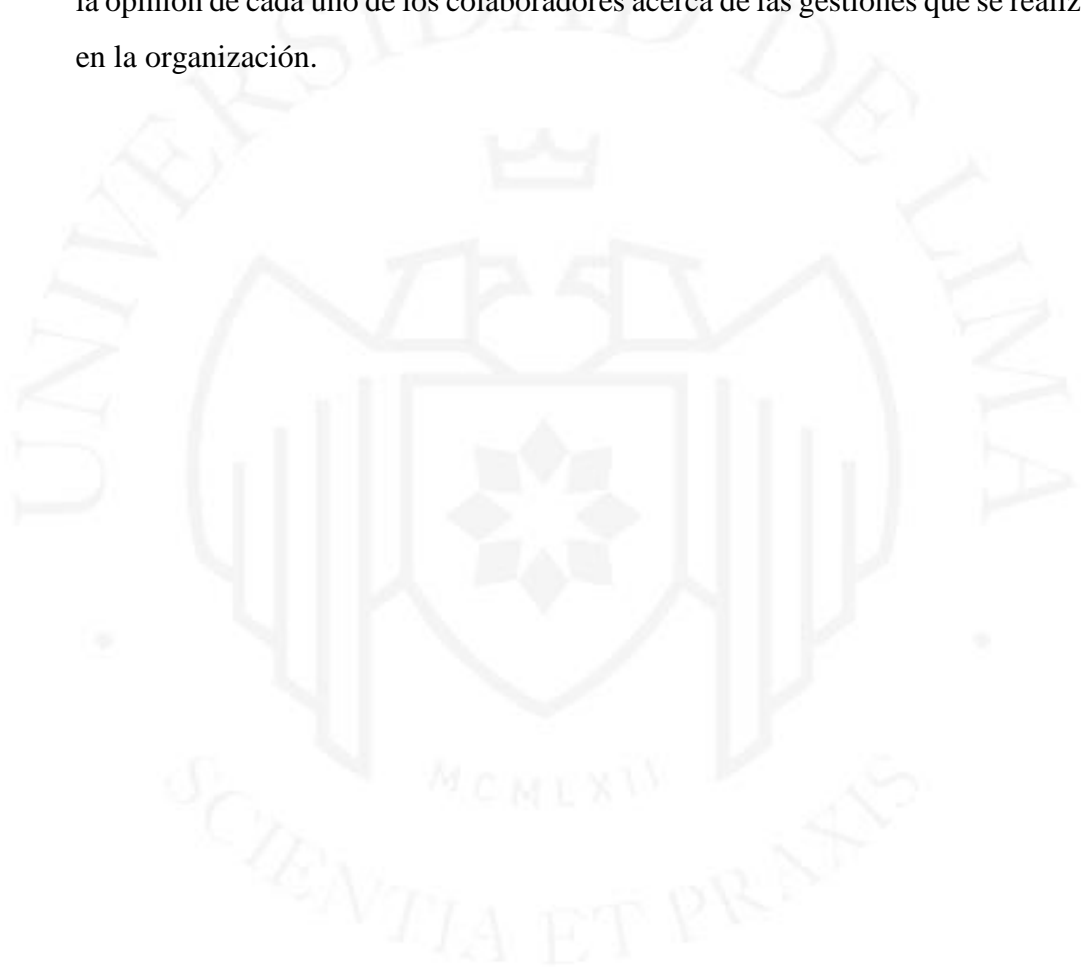 la opinión de cada uno de los colaboradores acerca de las gestiones que se
en la organización.
UNIVERSIDAD DE LIMA
MCMLXII
SCIENTIA ET PRAXIS